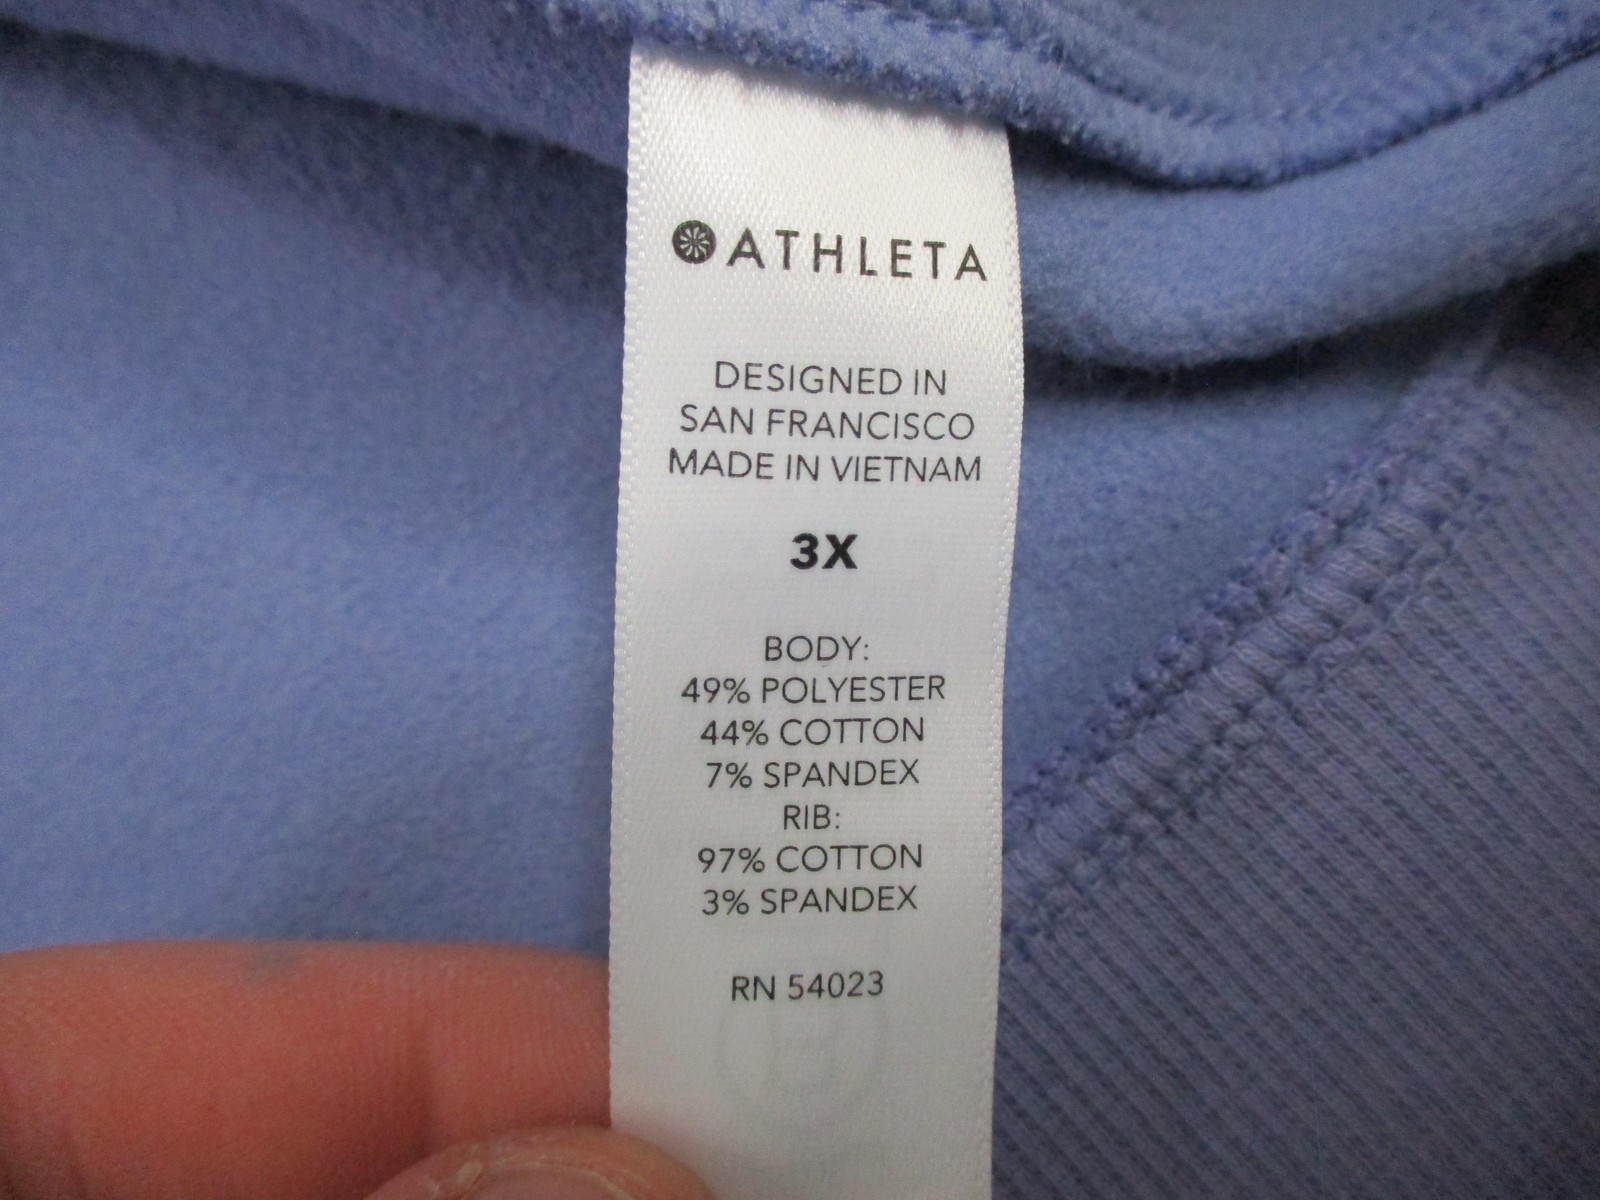 ATHLETA
DESIGNED IN
SAN FRANCISCO
MADE IN VIETNAM
3X
BODY:
49% POLYESTER
44% COTTON
7% SPANDEX
RIB:
97% COTTON
3% SPANDEX
RN 54023